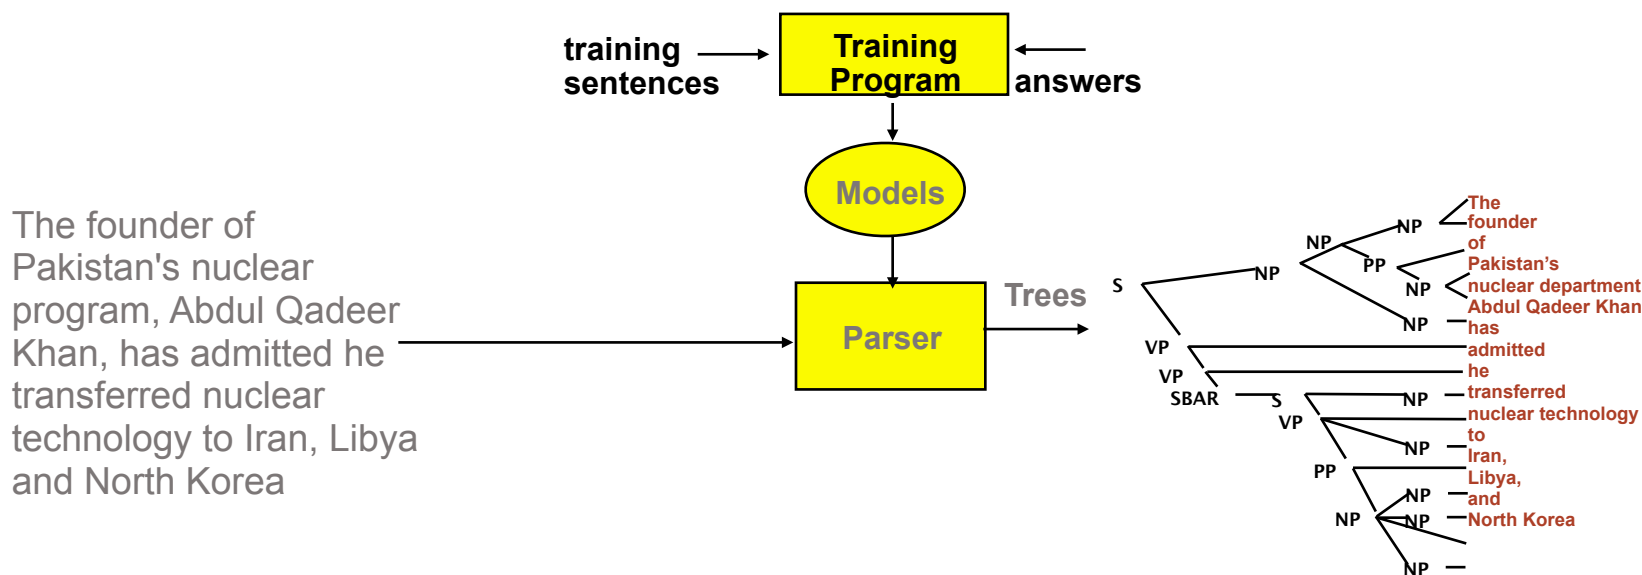 training
sentences
Training
Program
answers
Models
The founder of
Pakistan's nuclear
program, Abdul Qadeer
Khan, has admitted he
transferred nuclear
technology to Iran, Libya
and North Korea
Parser
Trees
S
NP
NP
NP
PP
NP
NP
VP
VP
SBAR
S
NP
VP
NP
PP
NP
NP
NP
NP
The
founder
of
Pakistan’s
nuclear department
Abdul Qadeer Khan
has
admitted
he
transferred
nuclear technology
to
Iran,
Libya,
and
North Korea